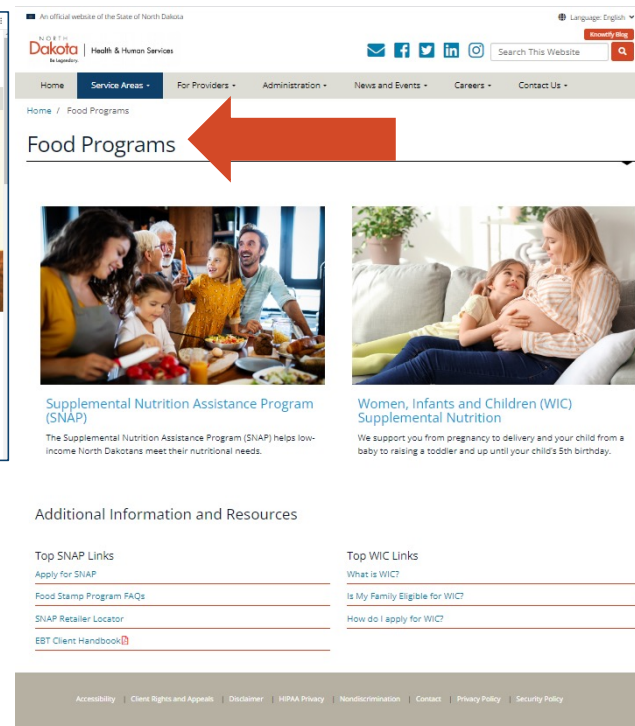 An official website of the State of North Dakota
Language: English
Knowtify Blog
NORTH
Dakota | Health & Human Services
Be Legendary.
Search This Website
Home
Service Areas
For Providers
Administration
News and Events
Careers
Contact Us
Home / Food Programs
Food Programs
Supplemental Nutrition Assistance Program
(SNAP)
The Supplemental Nutrition Assistance Program (SNAP) helps low-
income North Dakotans meet their nutritional needs.
Women, Infants and Children (WIC)
Supplemental Nutrition
We support you from pregnancy to delivery and your child from a
baby to raising a toddler and up until your child's 5th birthday.
Additional Information and Resources
Top SNAP Links
Apply for SNAP
Food Stamp Program FAQs
SNAP Retailer Locator
EBT Client Handbook
Top WIC Links
What is WIC?
Is My Family Eligible for WIC?
How do I apply for WIC?
Accessibility | Client Rights and Appeals | Disclaimer | HIPAA Privacy | Nondiscrimination | Contact | Privacy Policy | Security Policy